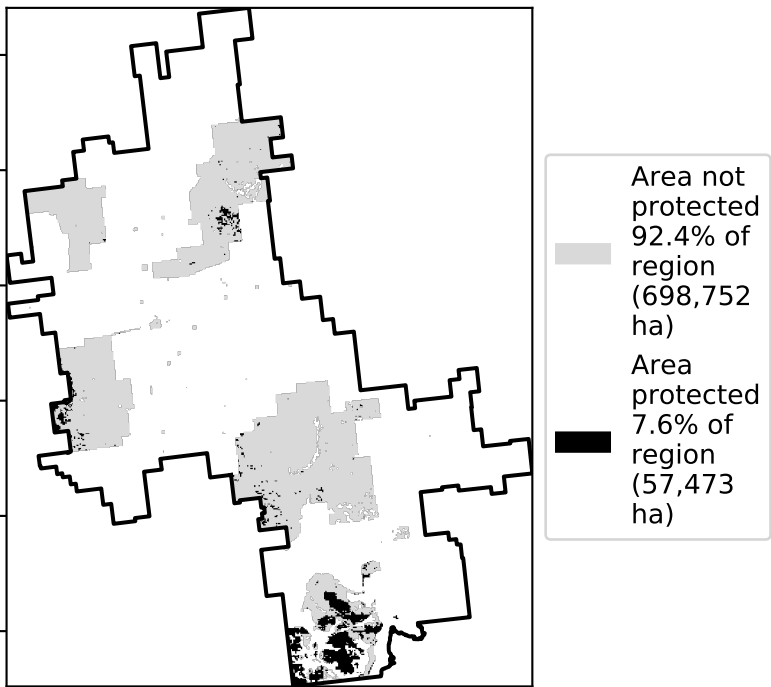 Area not
protected
92.4% of
region
(698,752
ha)
Area
protected
7.6% of
region
(57,473
ha)